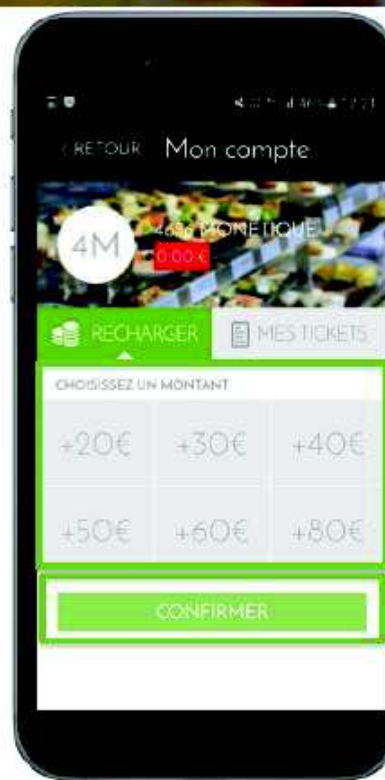 ‹ RETOUR Mon compte
4M
MONETIQUE
0.00 €
RECHARGER MES TICKETS
CHOISISSEZ UN MONTANT
+20€ +30€ +40€
+50€ +60€ +80€
CONFIRMER